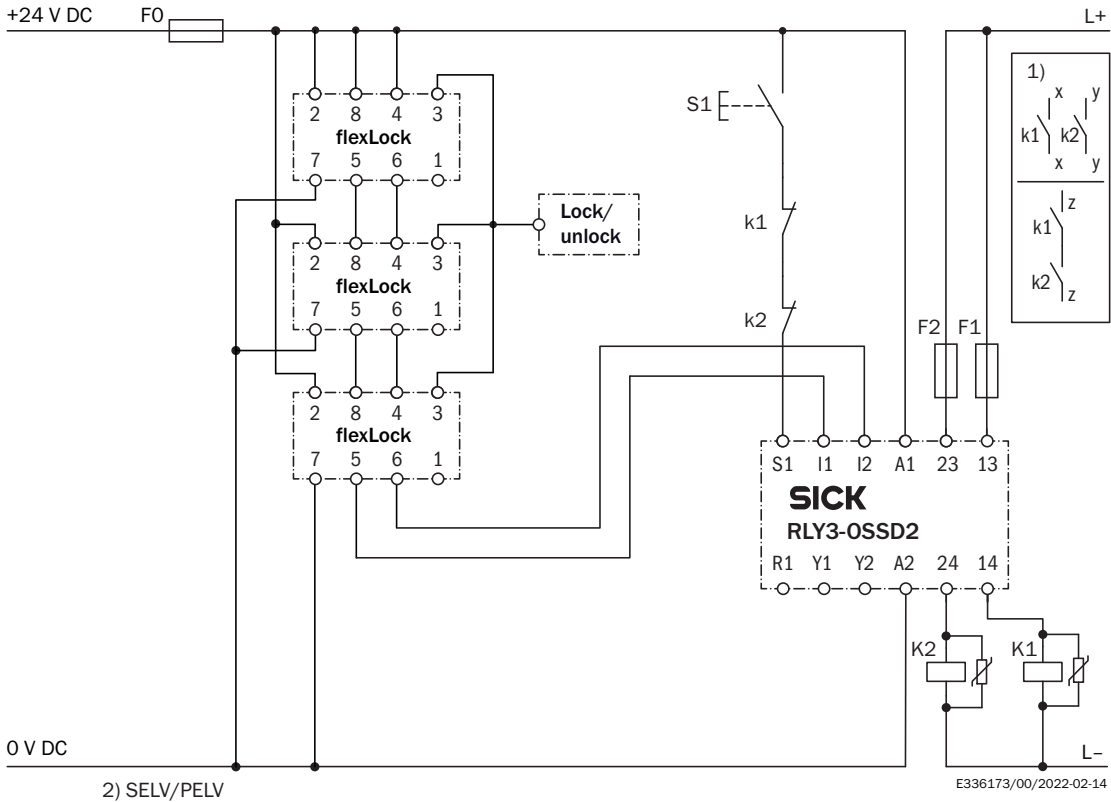 +24 V DC F0 L+
2 8 4 3
flexLock
7 5 6 1
S1
1)
x y
k1 k2
x y
Lock/
unlock
k1
z
k1
k2
z
2 8 4 3
flexLock
7 5 6 1
k2
F2 F1
2 8 4 3
flexLock
7 5 6 1
S1 I1 I2 A1 23 13
SICK
RLY3-OSSD2
R1 Y1 Y2 A2 24 14
K2 K1
0 V DC L–
2) SELV/PELV
E336173/00/2022-02-14